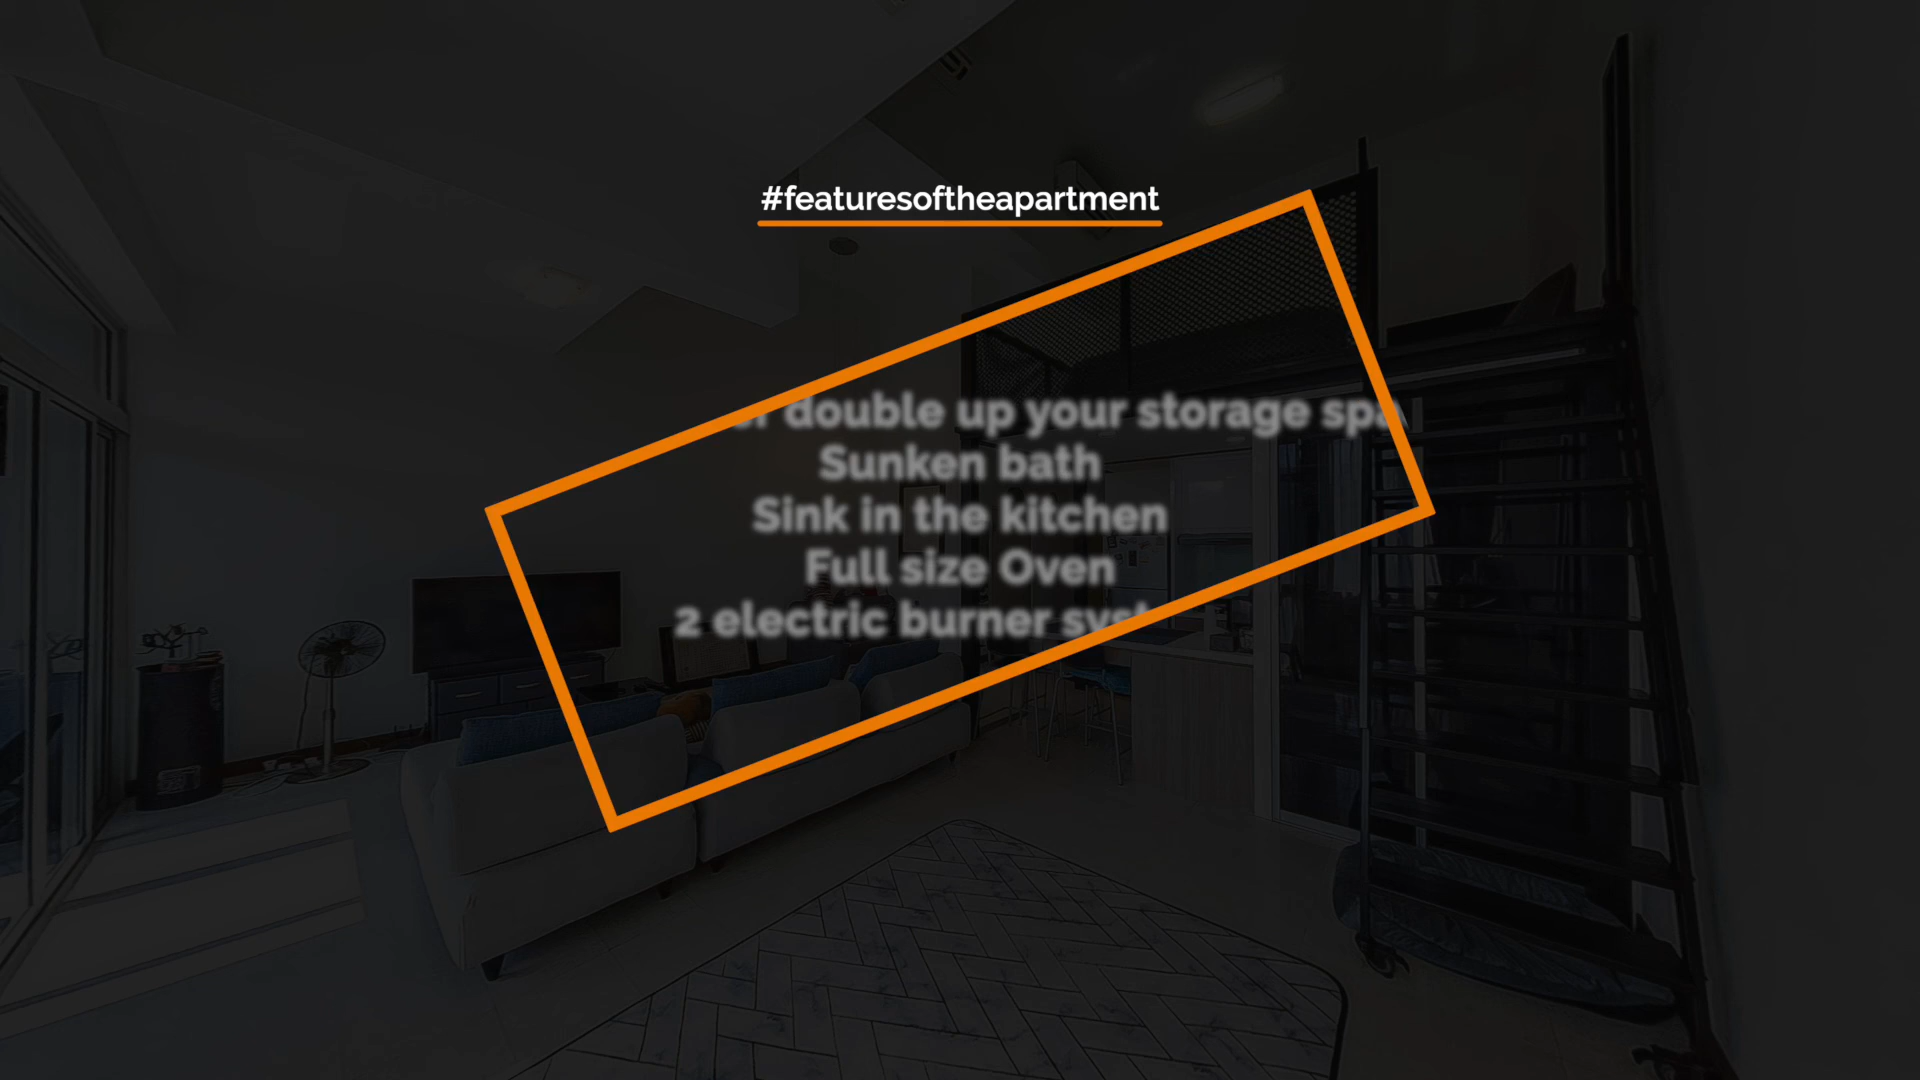 #featuresoftheapartment
double up your storage
Sunken bath
Sink in the kitchen
Full size Oven
2 electric burner